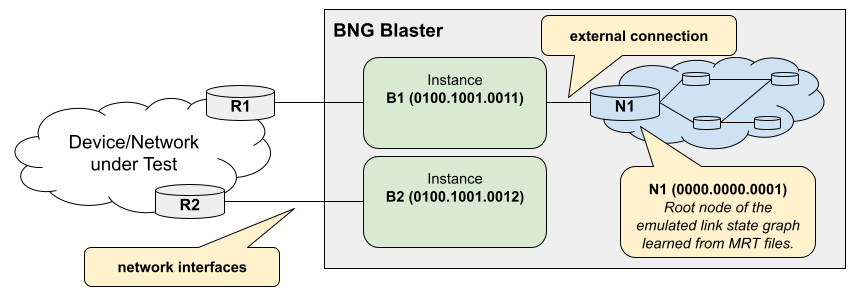 BNG Blaster
external connection
Instance
B1 (0100.1001.0011)
N1
R1
Device/Network
under Test
Instance
B2 (0100.1001.0012)
R2
N1 (0000.0000.0001)
Root node of the
emulated link state graph
learned from MRT files.
network interfaces